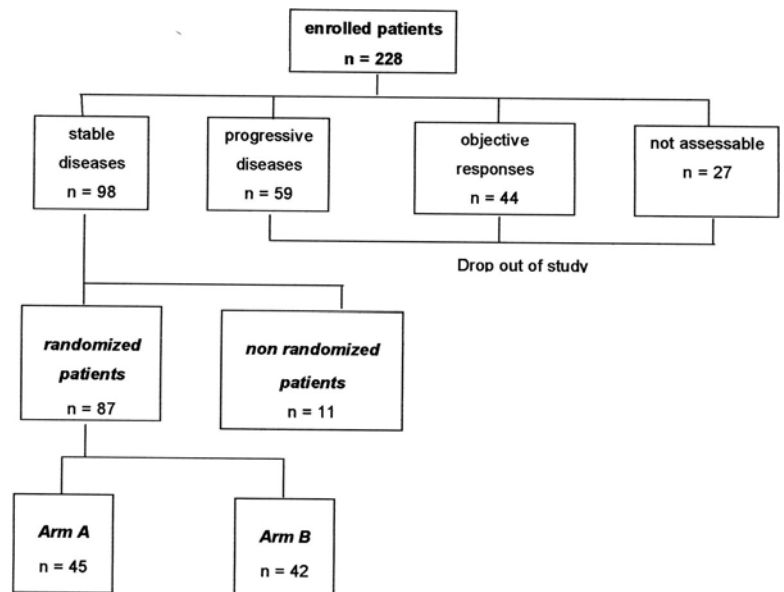 enrolled patients
n = 228
stable
diseases
n = 98
progressive
diseases
n = 59
objective
responses
n = 44
not assessable
n = 27
Drop out of study
randomized
patients
n = 87
non randomized
patients
n = 11
Arm A
n = 45
Arm B
n = 42